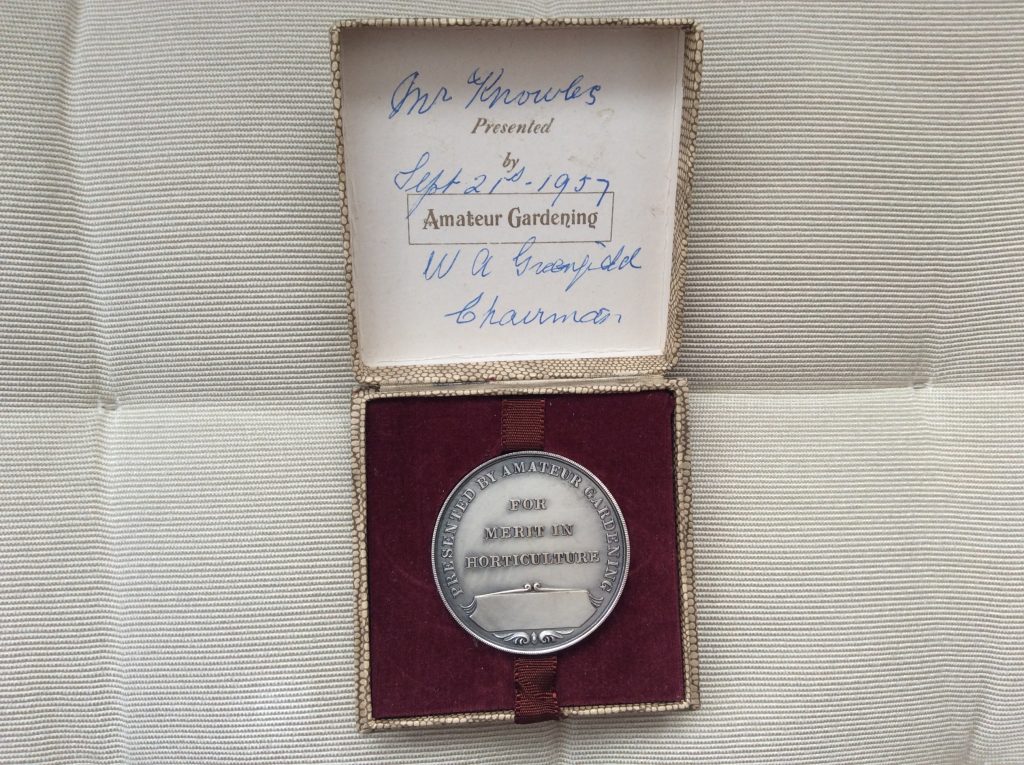 Mr Knowles
Presented
by
Sept 21st - 1957
Amateur Gardening
W A Greenfield
Chairman
PRESENTED BY AMATEUR GARDENING
FOR
MERIT IN
HORTICULTURE